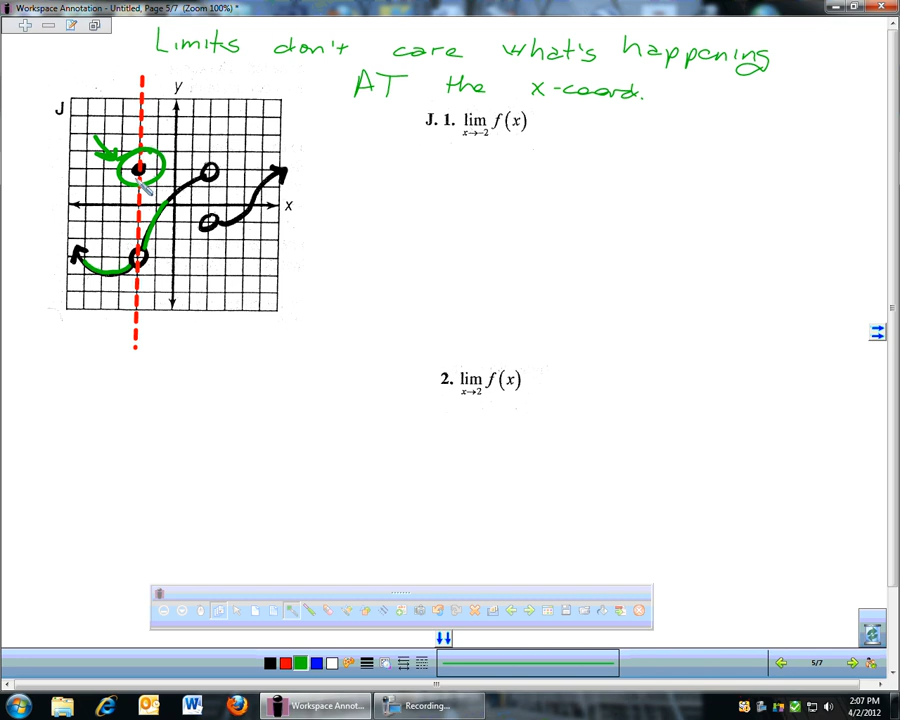 Workspace Annotation - Untitled, Page 5/7 (Zoom 100%) *
Limits don't care what's happening
AT the x-coord.
J
y
x
J. 1. lim f(x)
x→-2
2. lim f(x)
x→2
5/7
Workspace Annot...
Recording...
2:07 PM
4/2/2012